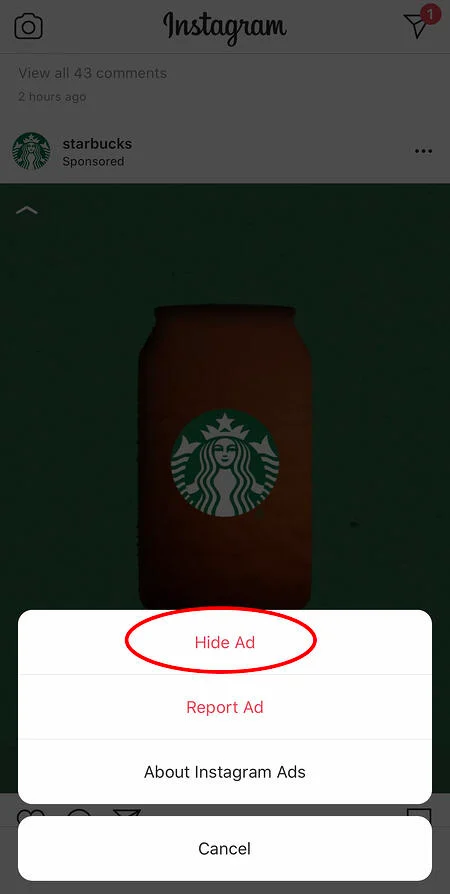 Instagram
1
View all 43 comments
2 hours ago
starbucks
Sponsored
Hide Ad
Report Ad
About Instagram Ads
Cancel